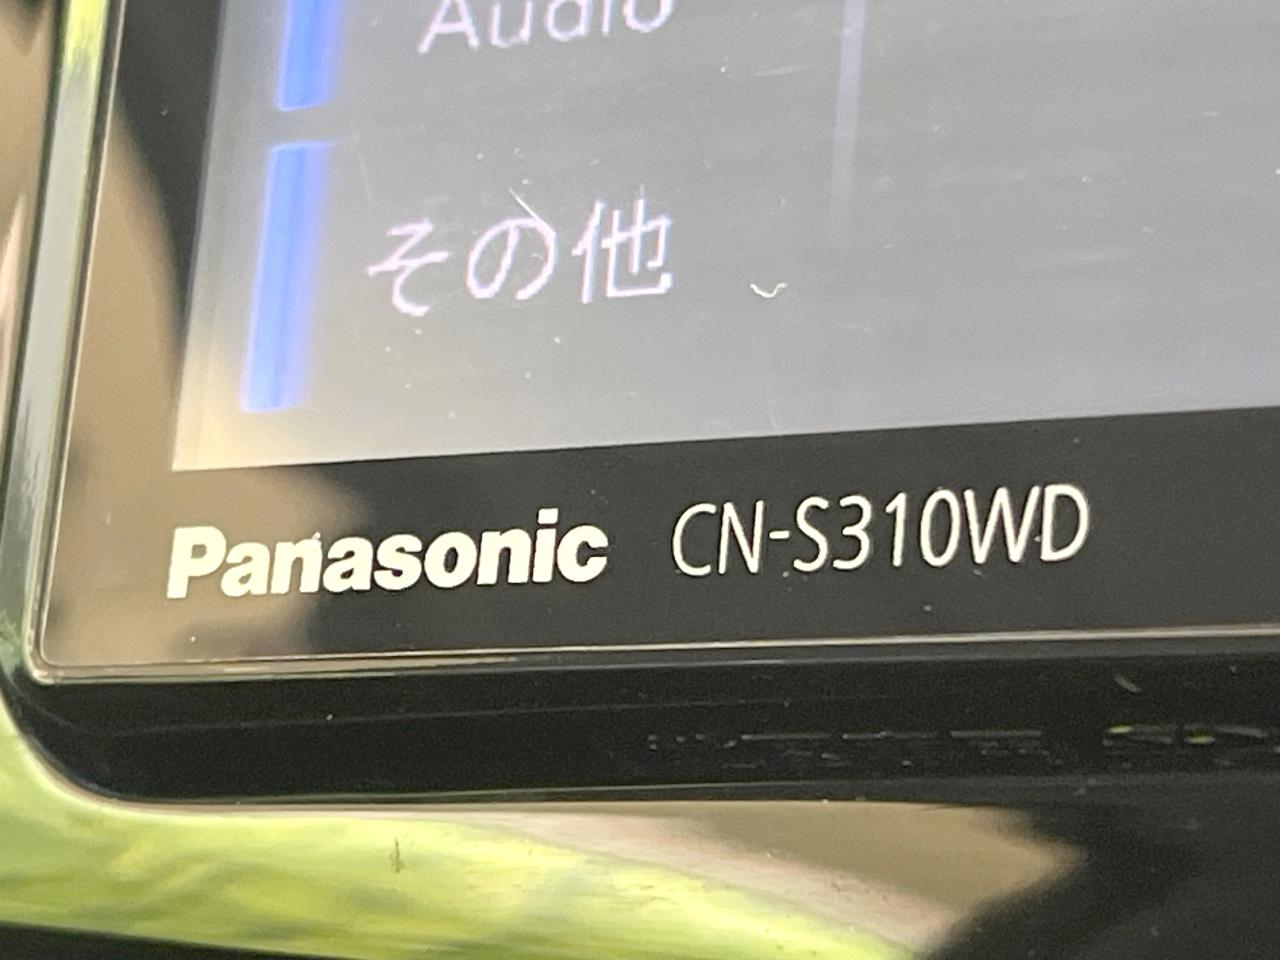 Audio
その他
Panasonic CN-S310WD